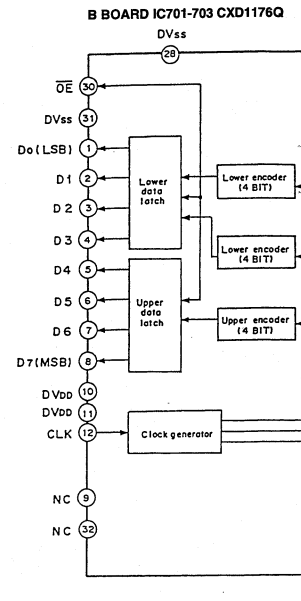 B BOARD IC701-703 CXD1176Q
DVss
28
OE 30
DVss 31
Do(LSB) 1
D1 2
D2 3
D3 4
D4 5
D5 6
D6 7
D7(MSB) 8
DVDD 10
DVDD 11
CLK 12
NC 9
NC 32
Lower
data
latch
Upper
data
latch
Lower encoder
(4 BIT)
Lower encoder
(4 BIT)
Upper encoder
(4 BIT)
Clock generator